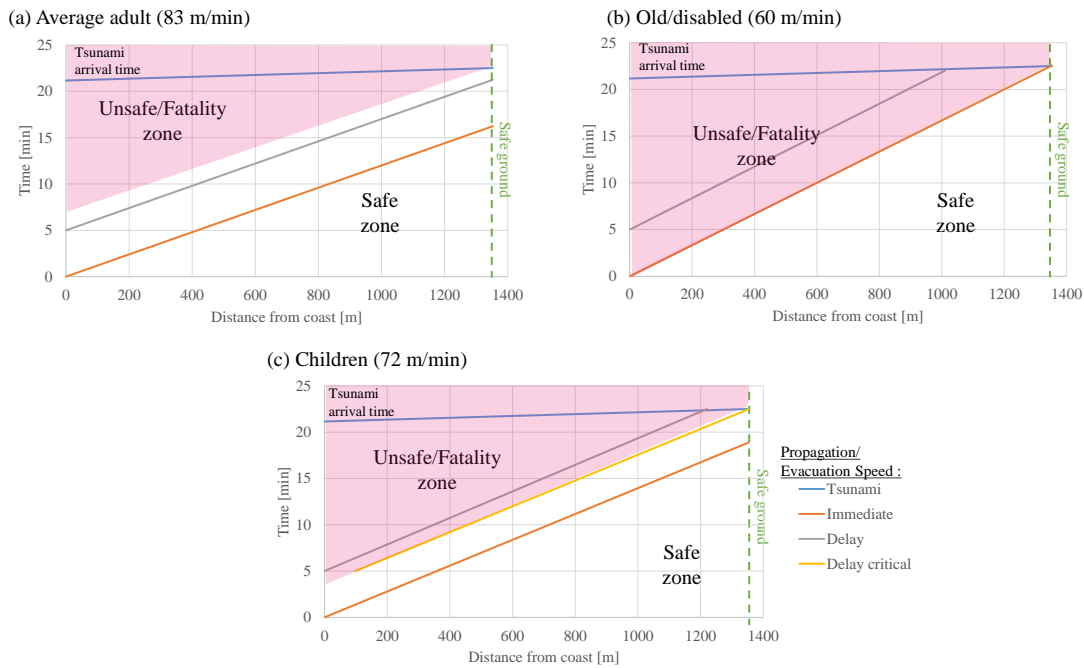 (a) Average adult (83 m/min)
25
20
15
10
5
0
Time [min]
Tsunami
arrival time
Unsafe/Fatality
zone
Safe
zone
Safe ground
0 200 400 600 800 1000 1200 1400
Distance from coast [m]
(b) Old/disabled (60 m/min)
25
20
15
10
5
0
Time [min]
Tsunami
arrival time
Unsafe/Fatality
zone
Safe
zone
Safe ground
0 200 400 600 800 1000 1200 1400
Distance from coast [m]
(c) Children (72 m/min)
25
20
15
10
5
0
Time [min]
Tsunami
arrival time
Unsafe/Fatality
zone
Safe
zone
Safe ground
0 200 400 600 800 1000 1200 1400
Distance from coast [m]
Propagation/
Evacuation Speed :
Tsunami
Immediate
Delay
Delay critical